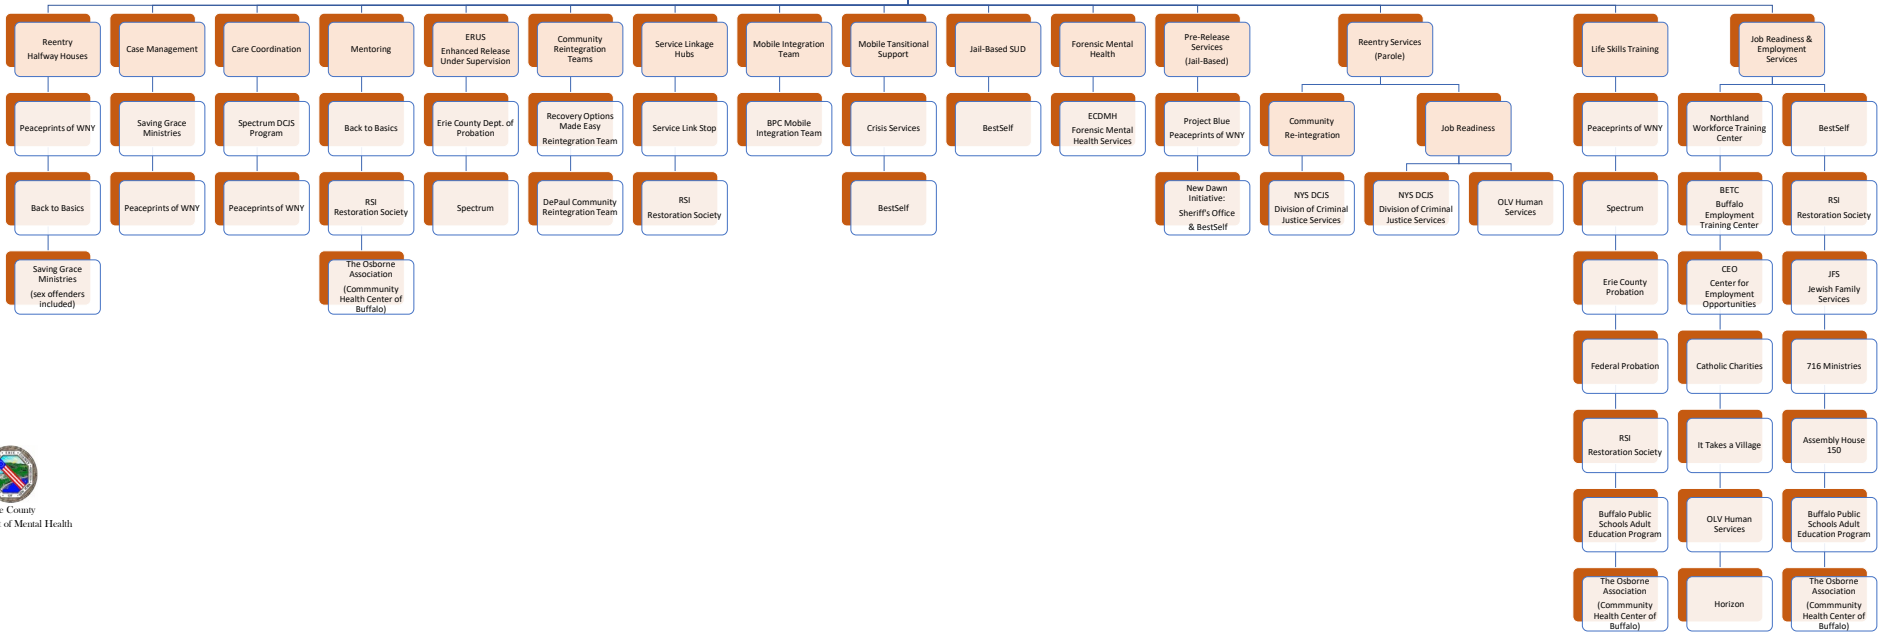 Reentry
Halfway Houses
Peaceprints of WNY
Back to Basics
Saving Grace
Ministries
(sex offenders
included)
Case Management
Saving Grace
Ministries
Peaceprints of WNY
Care Coordination
Spectrum DCJS
Program
Peaceprints of WNY
Mentoring
Back to Basics
RSI
Restoration Society
The Osborne
Association
(Commmunity
Health Center of
Buffalo)
ERUS
Enhanced Release
Under Supervision
Erie County Dept. of
Probation
Spectrum
Community
Reintegration
Teams
Recovery Options
Made Easy
Reintegration Team
DePaul Community
Reintegration Team
Service Linkage
Hubs
Service Link Stop
RSI
Restoration Society
Mobile Integration
Team
BPC Mobile
Integration Team
Mobile Tansitional
Support
Crisis Services
BestSelf
Jail-Based SUD
BestSelf
Forensic Mental
Health
ECDMH
Forensic Mental
Health Services
Pre-Release
Services
(Jail-Based)
Project Blue
Peaceprints of WNY
New Dawn
Initiative:
Sheriff's Office
& BestSelf
Reentry Services
(Parole)
Community
Re-integration
NYS DCJS
Division of Criminal
Justice Services
Job Readiness
NYS DCJS
Division of Criminal
Justice Services
OLV Human
Services
Life Skills Training
Peaceprints of WNY
Spectrum
Erie County
Probation
Federal Probation
RSI
Restoration Society
Buffalo Public
Schools Adult
Education Program
The Osborne
Association
(Commmunity
Health Center of
Buffalo)
Job Readiness &
Employment
Services
Northland
Workforce Training
Center
BETC
Buffalo
Employment
Training Center
CEO
Center for
Employment
Opportunities
Catholic Charities
It Takes a Village
OLV Human
Services
Horizon
BestSelf
RSI
Restoration Society
JFS
Jewish Family
Services
716 Ministries
Assembly House
150
Buffalo Public
Schools Adult
Education Program
The Osborne
Association
(Commmunity
Health Center of
Buffalo)
e County
t of Mental Health